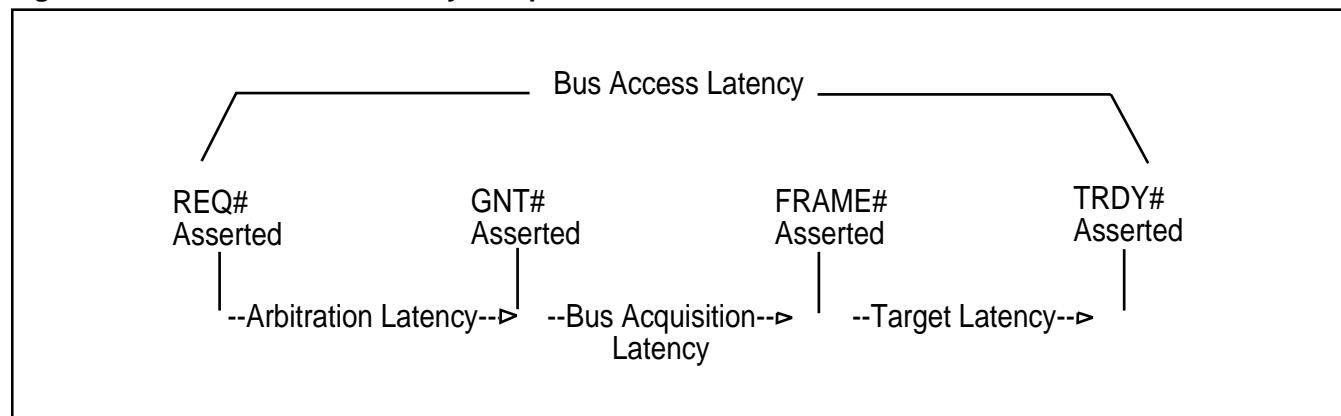 Bus Access Latency
REQ#
Asserted
GNT#
Asserted
FRAME#
Asserted
TRDY#
Asserted
--Arbitration Latency--
--Bus Acquisition--
Latency
--Target Latency--